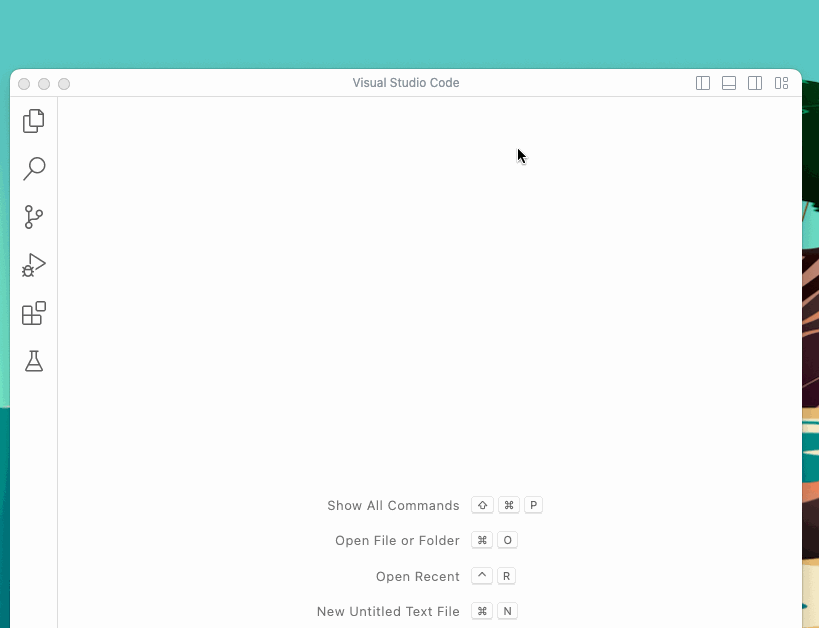 Visual Studio Code
Show All Commands ⇧ ⌘ P
Open File or Folder ⌘ O
Open Recent ^ R
New Untitled Text File ⌘ N